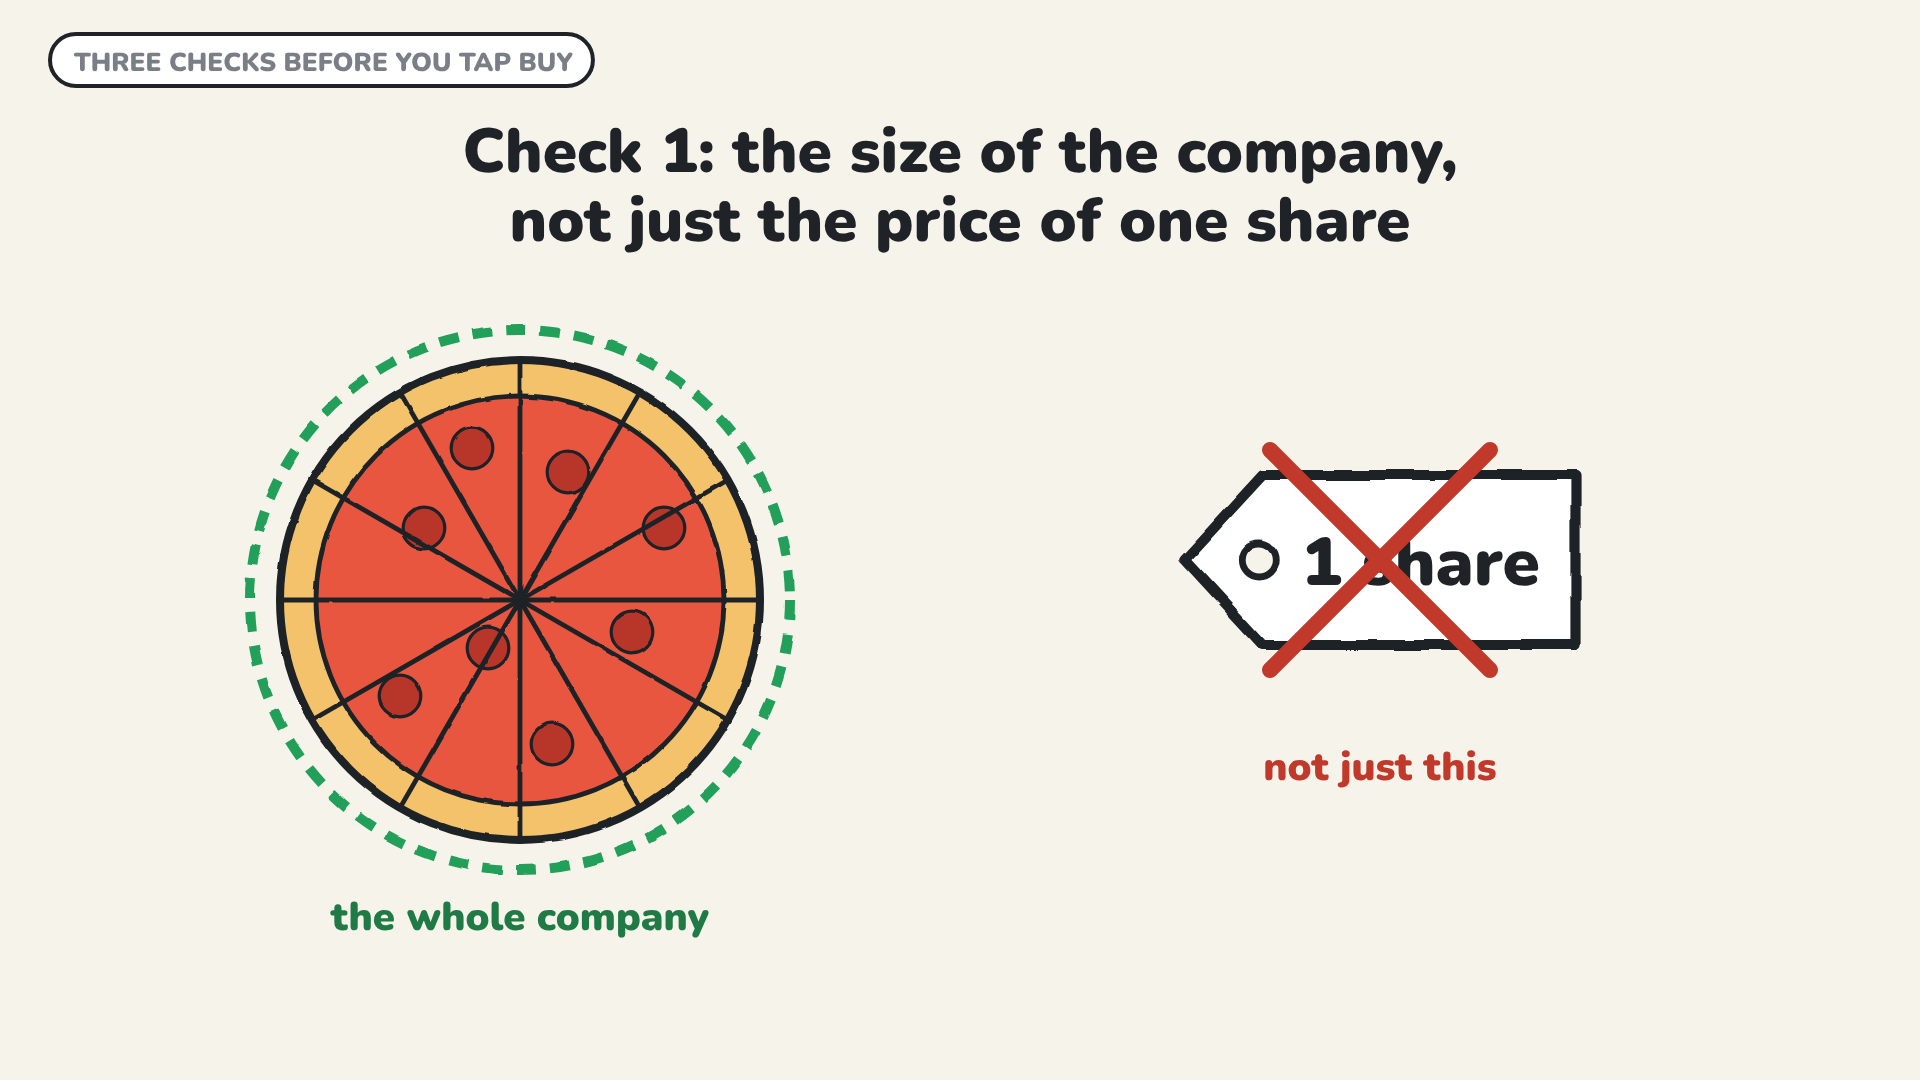 THREE CHECKS BEFORE YOU TAP BUY
Check 1: the size of the company,
not just the price of one share
1 share
not just this
the whole company